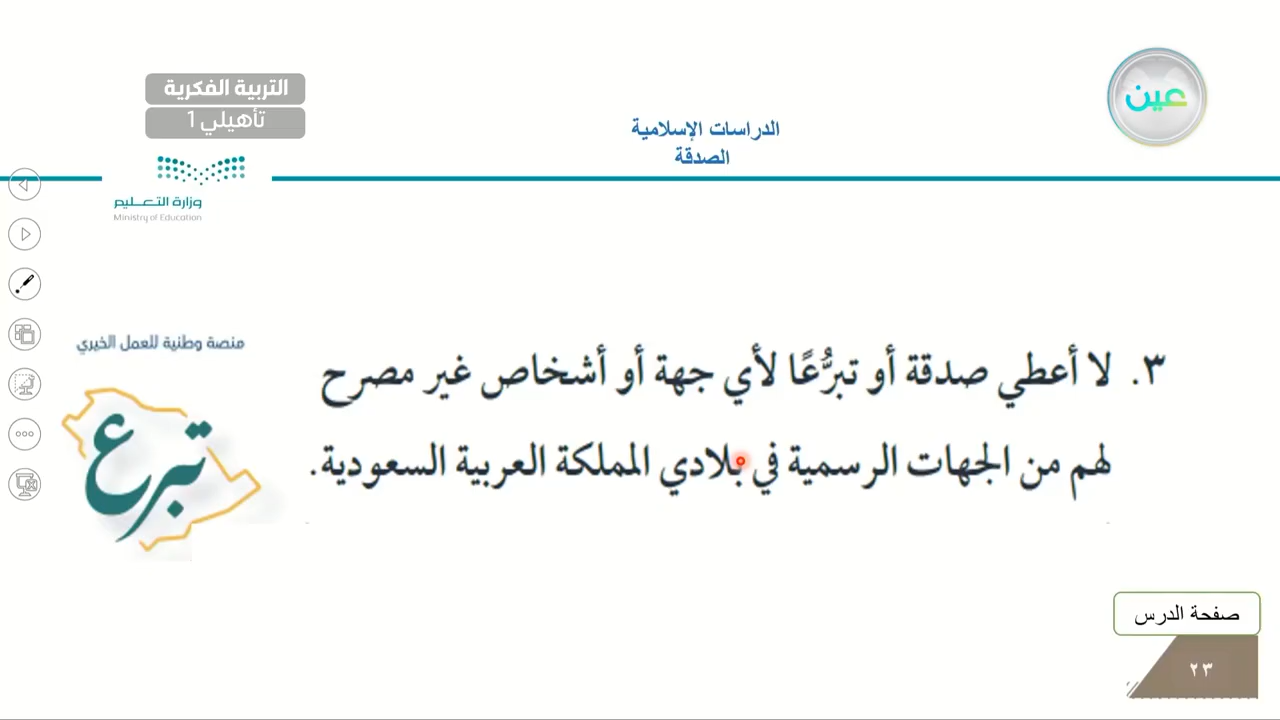 عين
التربية الفكرية
تأهيلي 1
الدراسات الإسلامية
الصدقة
وزارة التعـلـيم
Ministry of Education
٣. لا أعطي صدقة أو تبرُّعًا لأي جهة أو أشخاص غير مصرح
لهم من الجهات الرسمية في بلادي المملكة العربية السعودية.
منصة وطنية للعمل الخيري
تبرع
صفحة الدرس
٢٣